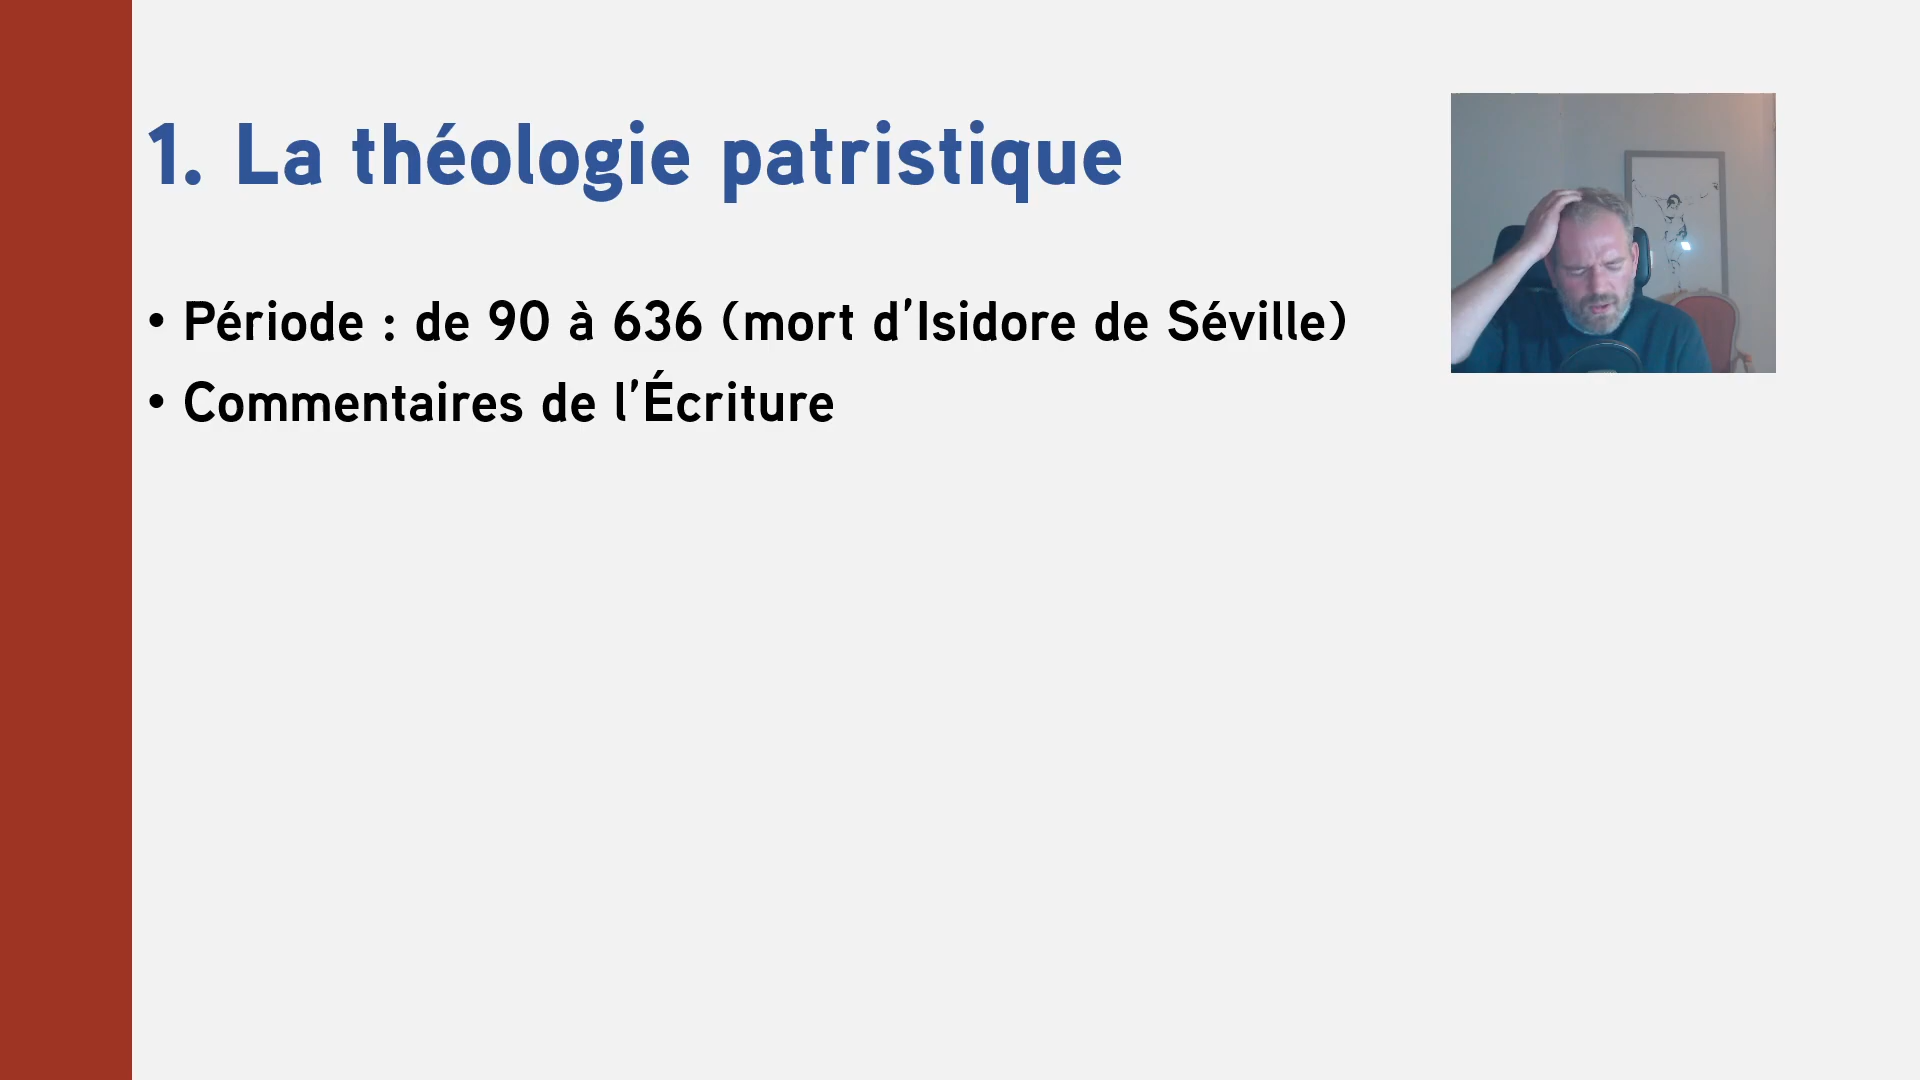 1. La théologie patristique
• Période : de 90 à 636 (mort d’Isidore de Séville)
• Commentaires de l’Écriture